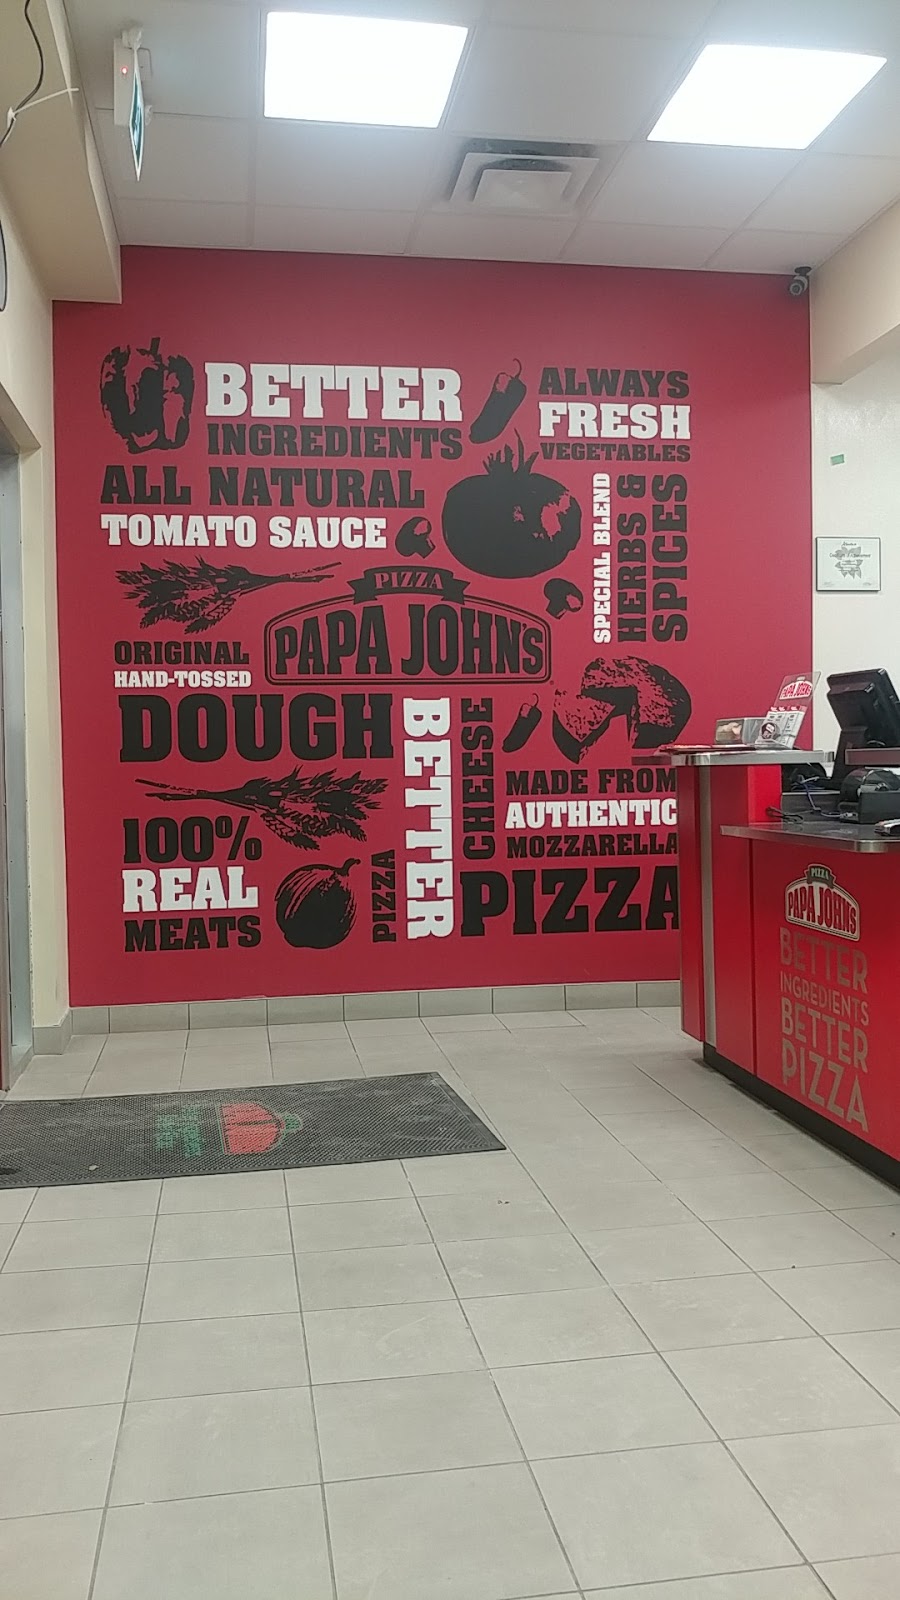 BETTER
INGREDIENTS
ALL NATURAL
TOMATO SAUCE
ALWAYS
FRESH
VEGETABLES
SPECIAL BLEND
HERBS &
SPICES
PIZZA
PAPA JOHN'S
ORIGINAL
HAND-TOSSED
DOUGH
BETTER
CHEESE
MADE FROM
AUTHENTIC
MOZZARELLA
100%
REAL
MEATS
PIZZA
PIZZA
PAPA JOHN'S
PIZZA
PAPA JOHNS
BETTER
INGREDIENTS
BETTER
PIZZA